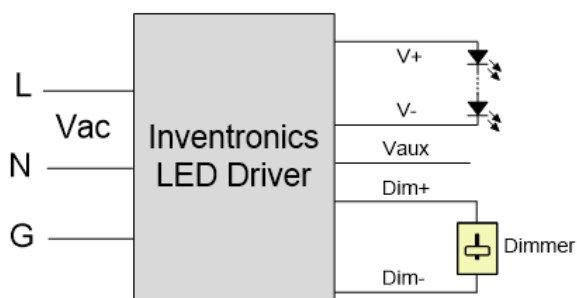 L
Vac
N
G
Inventronics
LED Driver
V+
V-
Vaux
Dim+
Dimmer
Dim-